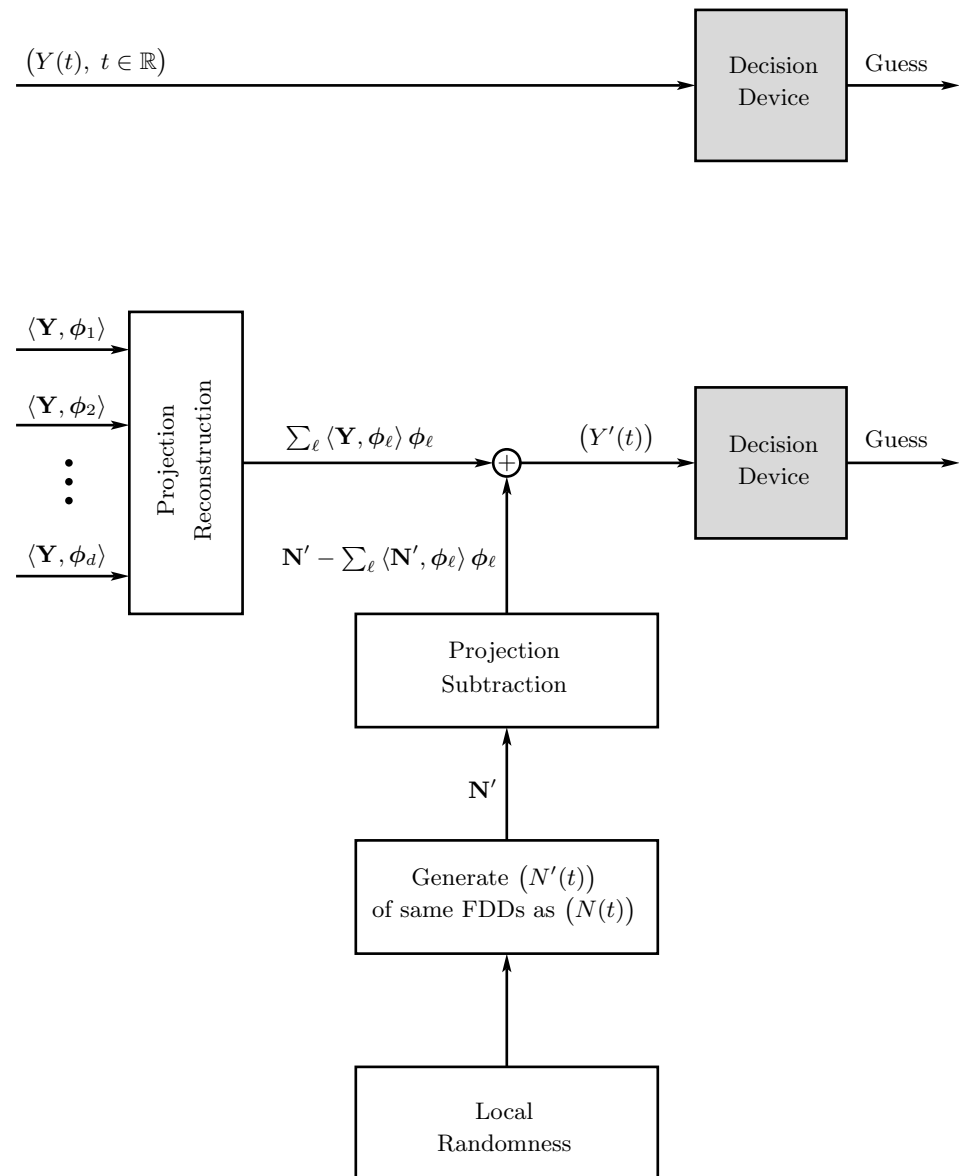 (Y(t), t ∈ ℝ)
Decision
Device
Guess
⟨Y, ϕ₁⟩
⟨Y, ϕ₂⟩
⟨Y, ϕ_d⟩
Projection
Reconstruction
∑_ℓ ⟨Y, ϕ_ℓ⟩ ϕ_ℓ
+
(Y′(t))
Decision
Device
Guess
N′ − ∑_ℓ ⟨N′, ϕ_ℓ⟩ ϕ_ℓ
Projection
Subtraction
N′
Generate (N′(t))
of same FDDs as (N(t))
Local
Randomness